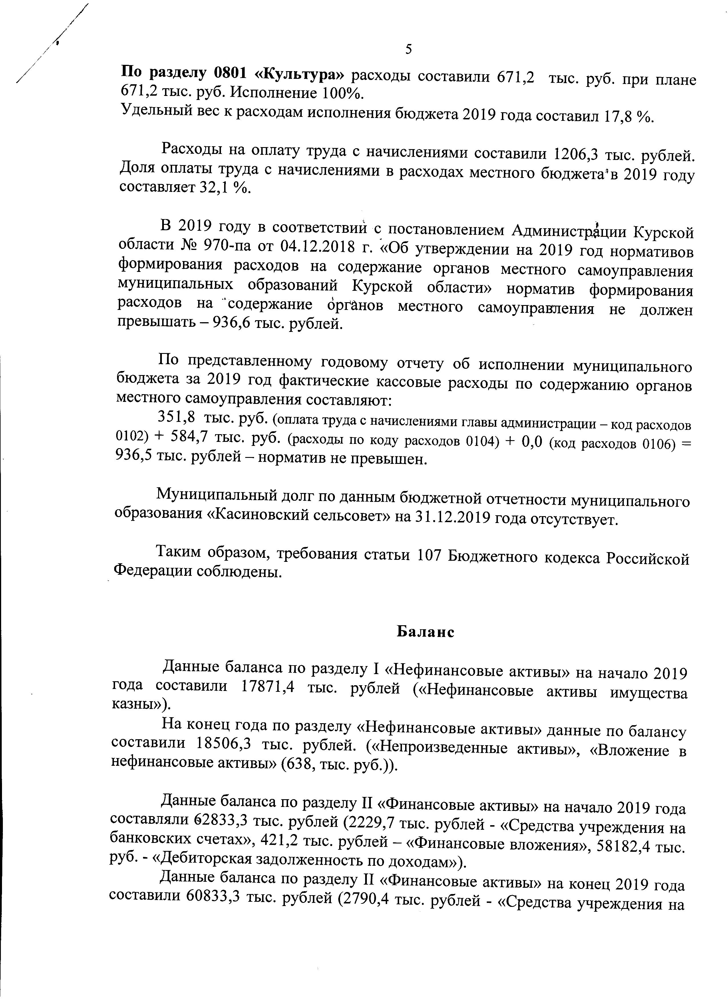 5
По разделу 0801 «Культура» расходы составили 671,2 тыс. руб. при плане
671,2 тыс. руб. Исполнение 100%.
Удельный вес к расходам исполнения бюджета 2019 года составил 17,8 %.
Расходы на оплату труда с начислениями составили 1206,3 тыс. рублей.
Доля оплаты труда с начислениями в расходах местного бюджета в 2019 году
составляет 32,1 %.
В 2019 году в соответствий с постановлением Администрации Курской
области № 970-па от 04.12.2018 г. «Об утверждении на 2019 год нормативов
формирования расходов на содержание органов местного самоуправления
муниципальных образований Курской области» норматив формирования
расходов на содержание органов местного самоуправления не должен
превышать – 936,6 тыс. рублей.
По представленному годовому отчету об исполнении муниципального
бюджета за 2019 год фактические кассовые расходы по содержанию органов
местного самоуправления составляют:
351,8 тыс. руб. (оплата труда с начислениями главы администрации – код расходов
0102) + 584,7 тыс. руб. (расходы по коду расходов 0104) + 0,0 (код расходов 0106) =
936,5 тыс. рублей – норматив не превышен.
Муниципальный долг по данным бюджетной отчетности муниципального
образования «Касиновский сельсовет» на 31.12.2019 года отсутствует.
Таким образом, требования статьи 107 Бюджетного кодекса Российской
Федерации соблюдены.
Баланс
Данные баланса по разделу I «Нефинансовые активы» на начало 2019
года составили 17871,4 тыс. рублей («Нефинансовые активы имущества
казны»).
На конец года по разделу «Нефинансовые активы» данные по балансу
составили 18506,3 тыс. рублей. («Непроизведенные активы», «Вложение в
нефинансовые активы» (638, тыс. руб.)).
Данные баланса по разделу II «Финансовые активы» на начало 2019 года
составляли 62833,3 тыс. рублей (2229,7 тыс. рублей - «Средства учреждения на
банковских счетах», 421,2 тыс. рублей – «Финансовые вложения», 58182,4 тыс.
руб. - «Дебиторская задолженность по доходам»).
Данные баланса по разделу II «Финансовые активы» на конец 2019 года
составили 60833,3 тыс. рублей (2790,4 тыс. рублей - «Средства учреждения на